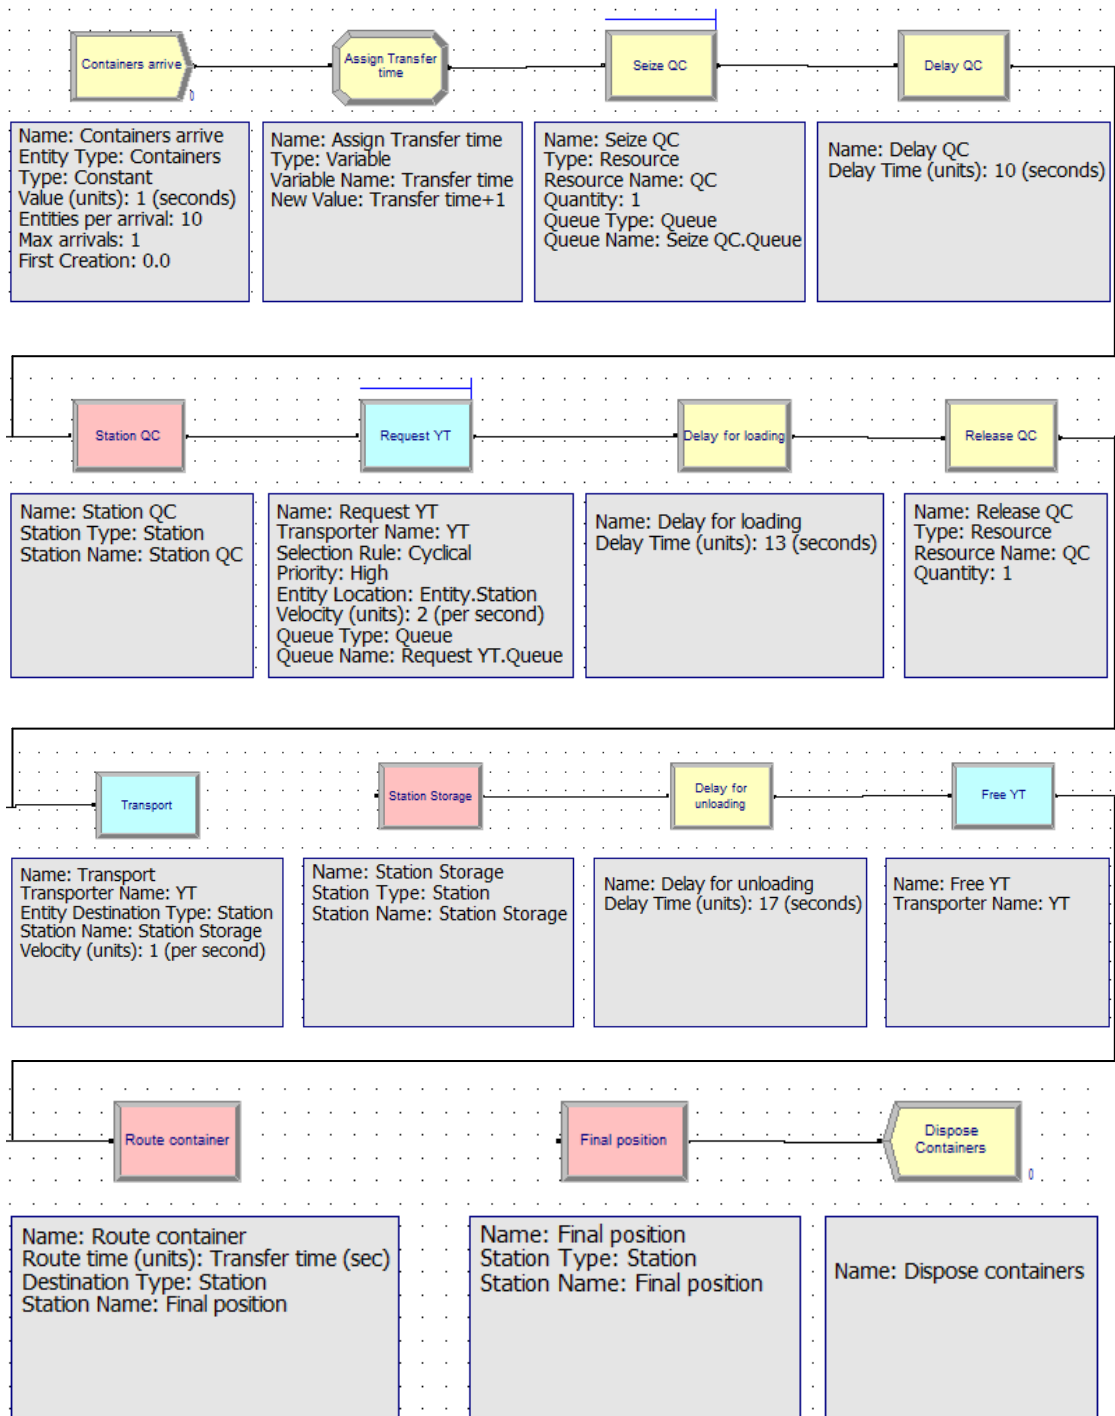 Containers arrive
0
Assign Transfer
time
Seize QC
Delay QC
Name: Containers arrive
Entity Type: Containers
Type: Constant
Value (units): 1 (seconds)
Entities per arrival: 10
Max arrivals: 1
First Creation: 0.0
Name: Assign Transfer time
Type: Variable
Variable Name: Transfer time
New Value: Transfer time+1
Name: Seize QC
Type: Resource
Resource Name: QC
Quantity: 1
Queue Type: Queue
Queue Name: Seize QC.Queue
Name: Delay QC
Delay Time (units): 10 (seconds)
Station QC
Request YT
Delay for loading
Release QC
Name: Station QC
Station Type: Station
Station Name: Station QC
Name: Request YT
Transporter Name: YT
Selection Rule: Cyclical
Priority: High
Entity Location: Entity.Station
Velocity (units): 2 (per second)
Queue Type: Queue
Queue Name: Request YT.Queue
Name: Delay for loading
Delay Time (units): 13 (seconds)
Name: Release QC
Type: Resource
Resource Name: QC
Quantity: 1
Transport
Station Storage
Delay for
unloading
Free YT
Name: Transport
Transporter Name: YT
Entity Destination Type: Station
Station Name: Station Storage
Velocity (units): 1 (per second)
Name: Station Storage
Station Type: Station
Station Name: Station Storage
Name: Delay for unloading
Delay Time (units): 17 (seconds)
Name: Free YT
Transporter Name: YT
Route container
Final position
Dispose
Containers
0
Name: Route container
Route time (units): Transfer time (sec)
Destination Type: Station
Station Name: Final position
Name: Final position
Station Type: Station
Station Name: Final position
Name: Dispose containers